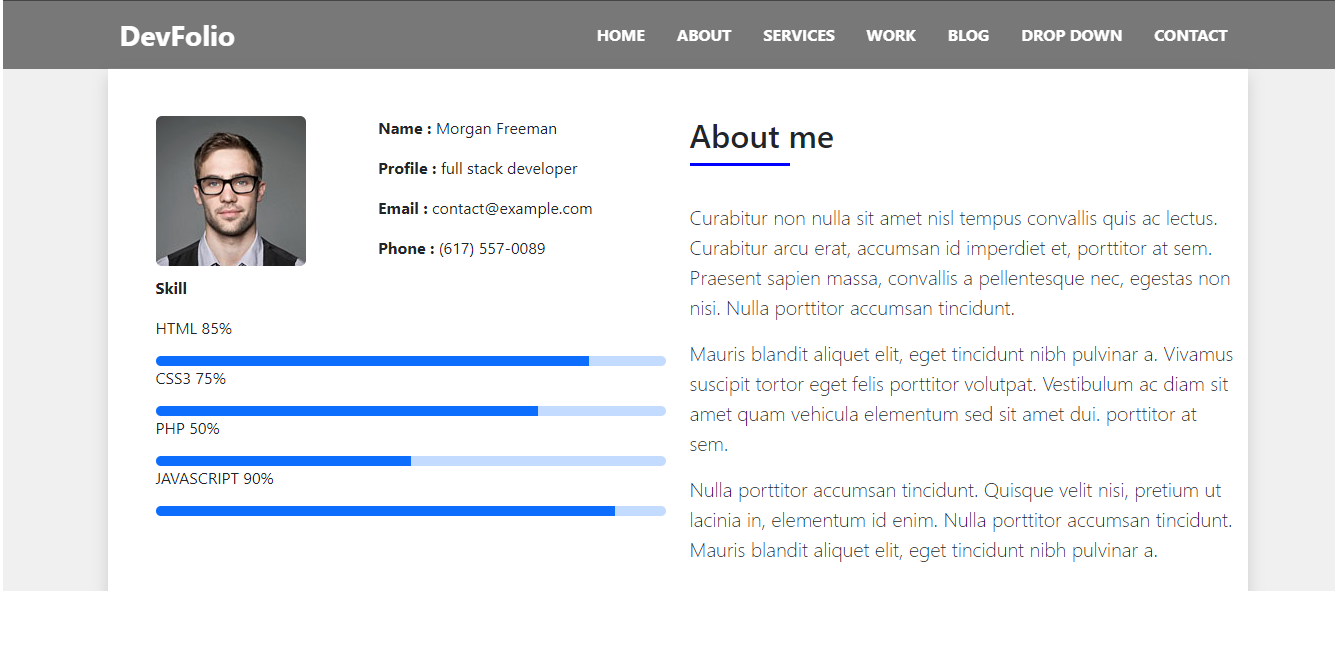 DevFolio
HOME ABOUT SERVICES WORK BLOG DROP DOWN CONTACT
Name : Morgan Freeman
Profile : full stack developer
Email : contact@example.com
Phone : (617) 557-0089
Skill
HTML 85%
CSS3 75%
PHP 50%
JAVASCRIPT 90%
About me
Curabitur non nulla sit amet nisl tempus convallis quis ac lectus.
Curabitur arcu erat, accumsan id imperdiet et, porttitor at sem.
Praesent sapien massa, convallis a pellentesque nec, egestas non
nisi. Nulla porttitor accumsan tincidunt.
Mauris blandit aliquet elit, eget tincidunt nibh pulvinar a. Vivamus
suscipit tortor eget felis porttitor volutpat. Vestibulum ac diam sit
amet quam vehicula elementum sed sit amet dui. porttitor at
sem.
Nulla porttitor accumsan tincidunt. Quisque velit nisi, pretium ut
lacinia in, elementum id enim. Nulla porttitor accumsan tincidunt.
Mauris blandit aliquet elit, eget tincidunt nibh pulvinar a.